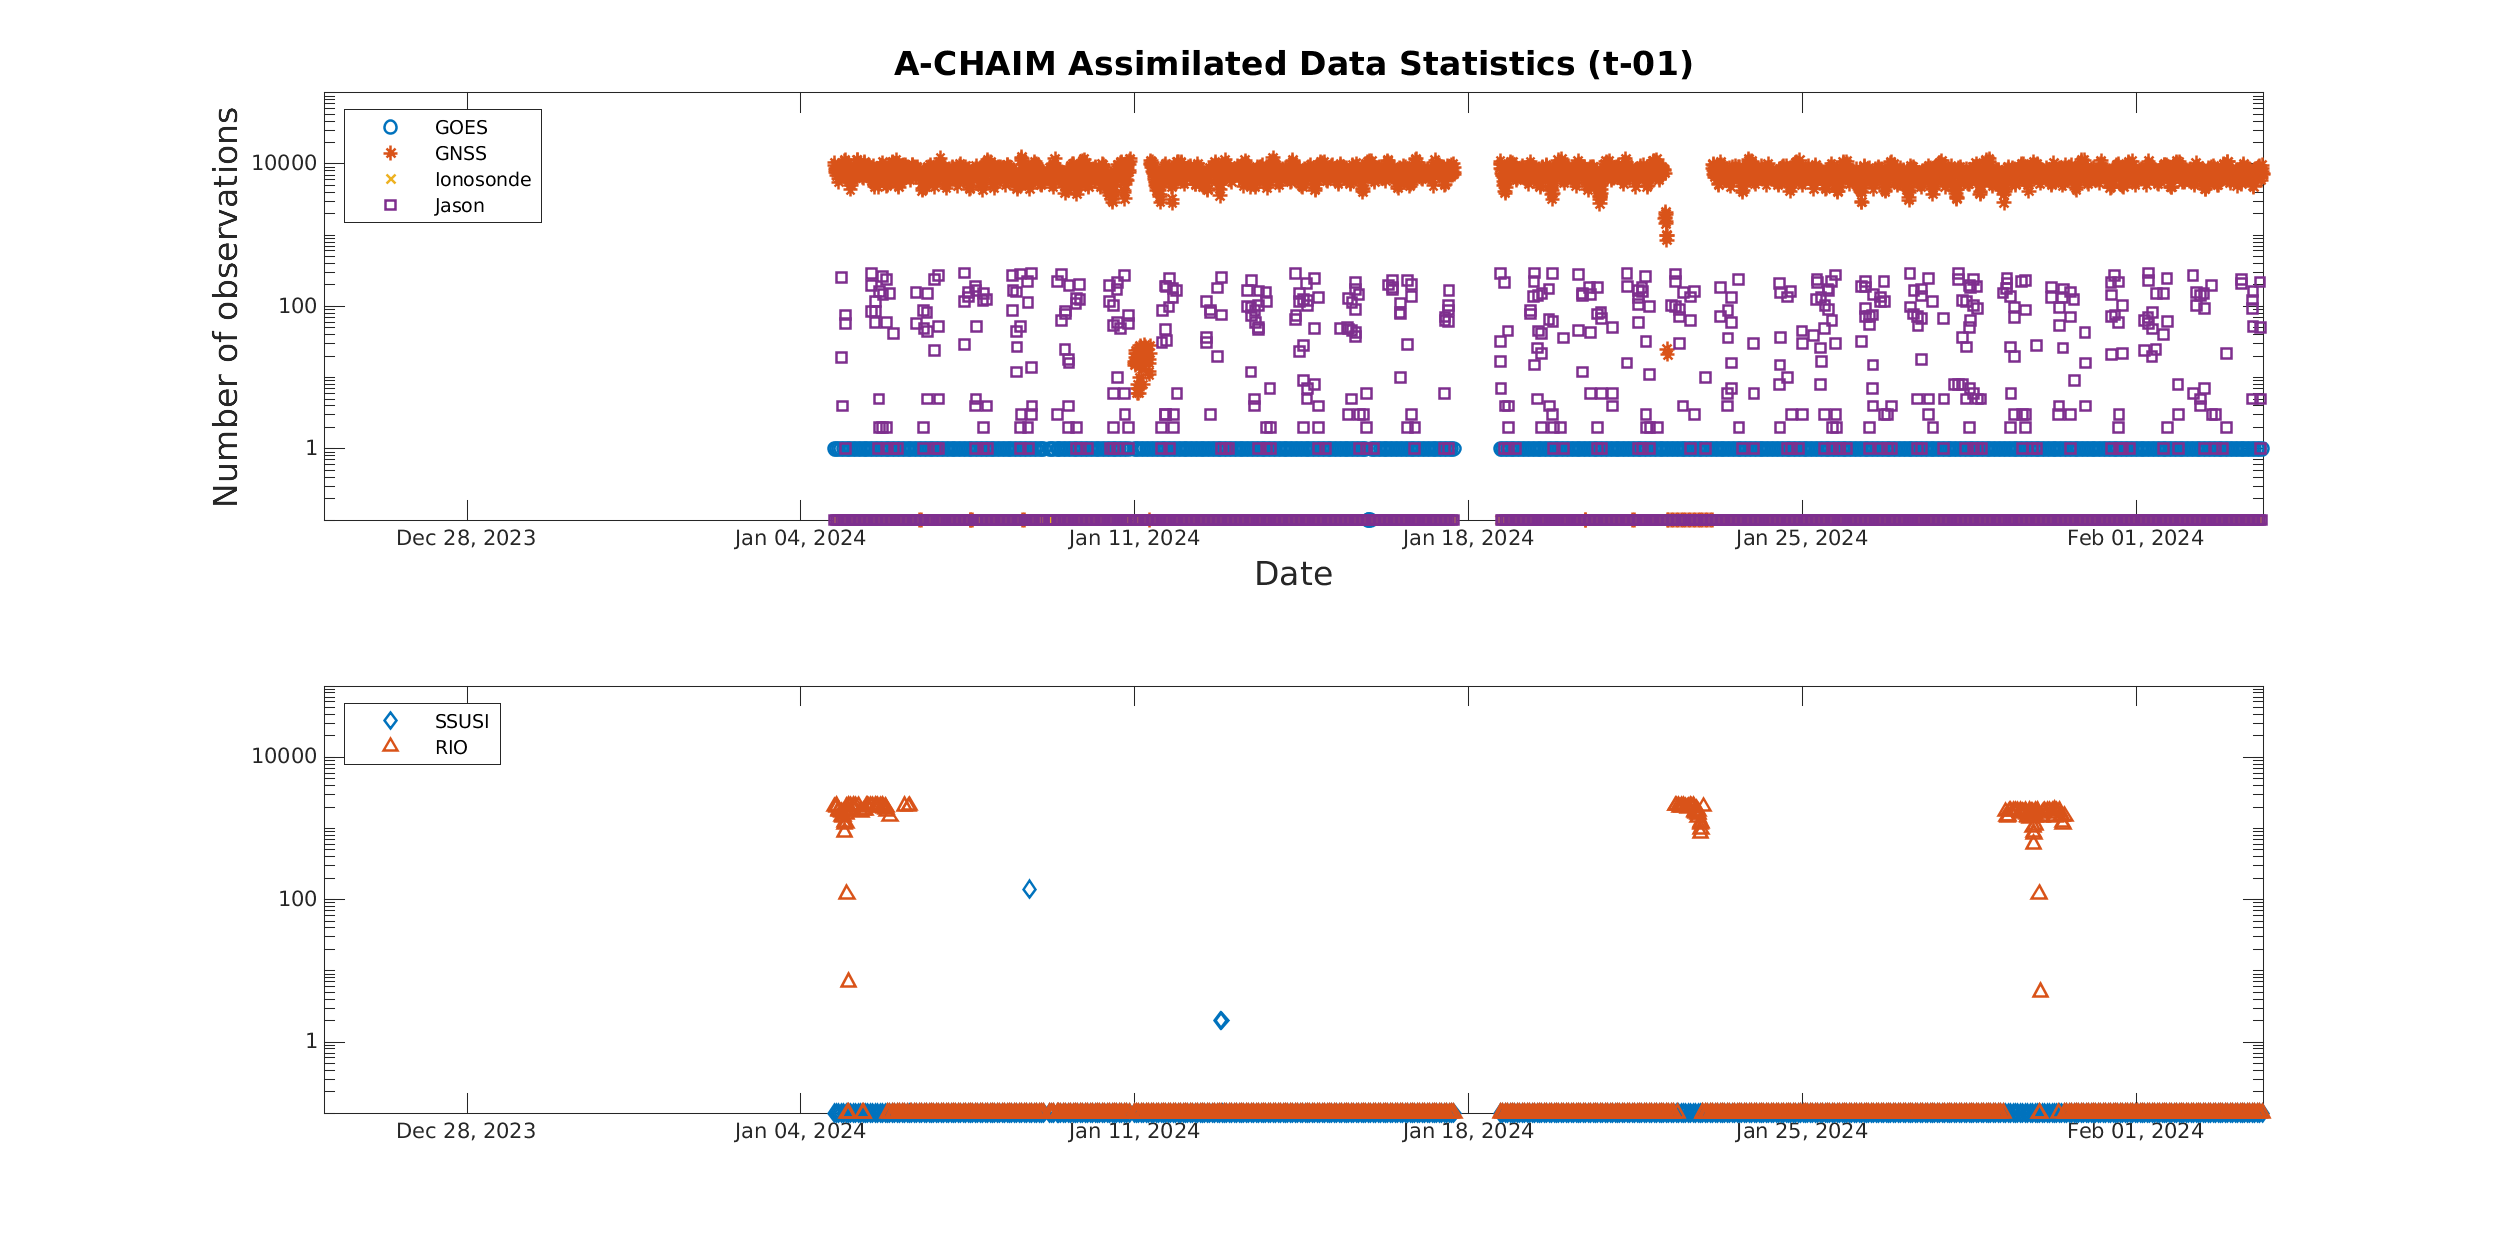 A-CHAIM Assimilated Data Statistics (t-01)
Number of observations
10000
100
1
GOES
GNSS
Ionosonde
Jason
Dec 28, 2023
Jan 04, 2024
Jan 11, 2024
Jan 18, 2024
Jan 25, 2024
Feb 01, 2024
Date
10000
100
1
SSUSI
RIO
Dec 28, 2023
Jan 04, 2024
Jan 11, 2024
Jan 18, 2024
Jan 25, 2024
Feb 01, 2024